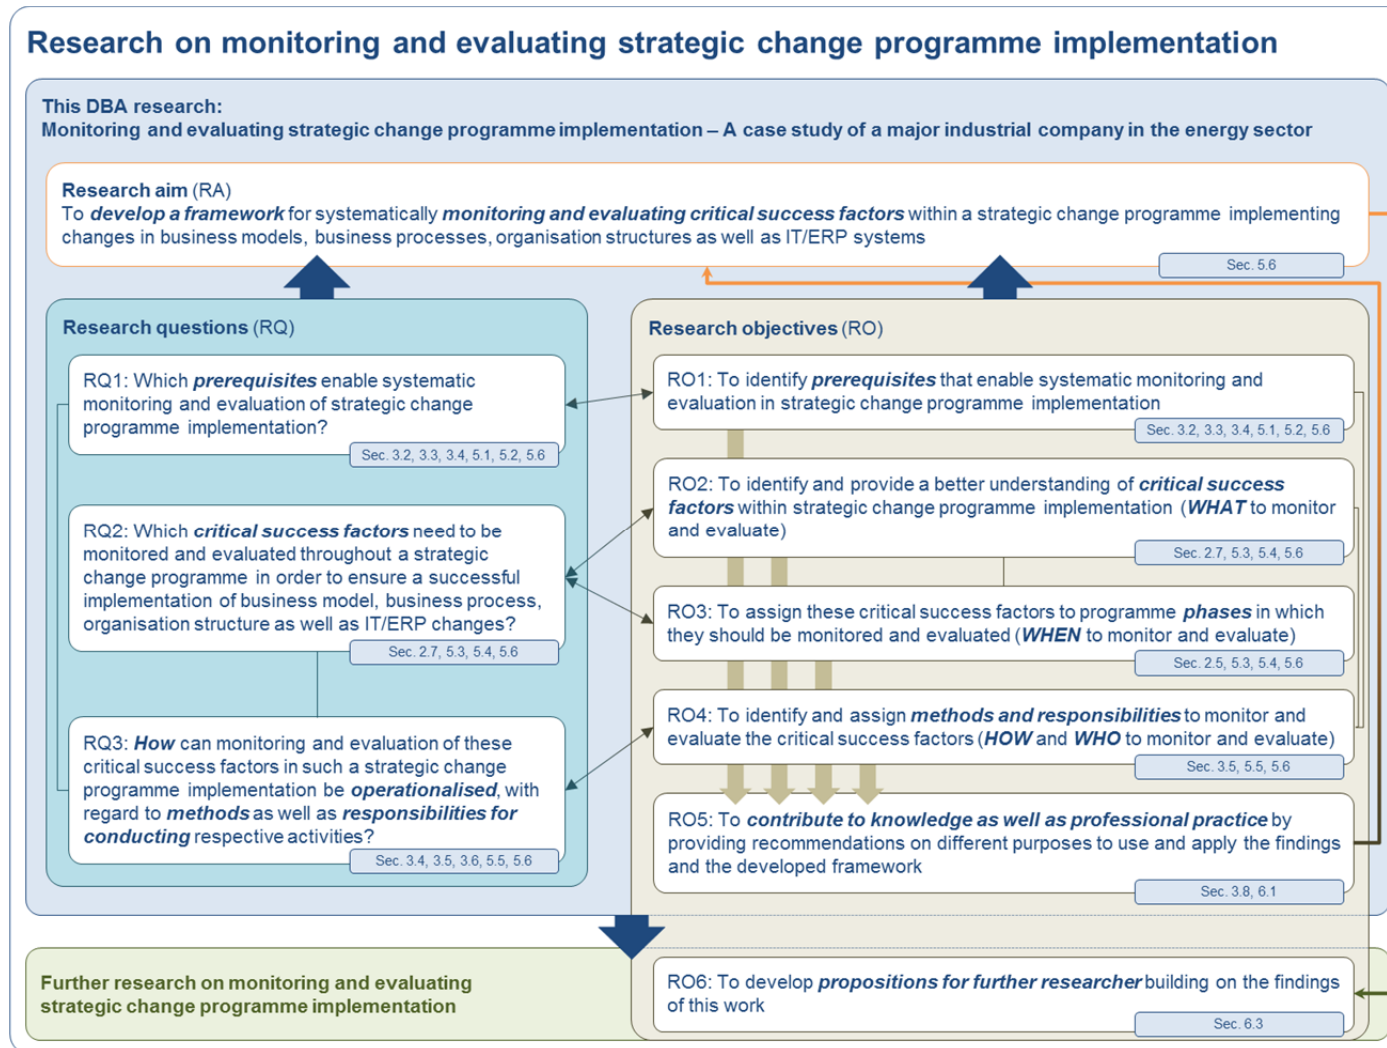 Research on monitoring and evaluating strategic change programme implementation
This DBA research:
Monitoring and evaluating strategic change programme implementation – A case study of a major industrial company in the energy sector
Research aim (RA)
To develop a framework for systematically monitoring and evaluating critical success factors within a strategic change programme implementing
changes in business models, business processes, organisation structures as well as IT/ERP systems
Sec. 5.6
Research questions (RQ)
RQ1: Which prerequisites enable systematic
monitoring and evaluation of strategic change
programme implementation?
Sec. 3.2, 3.3, 3.4, 5.1, 5.2, 5.6
RQ2: Which critical success factors need to be
monitored and evaluated throughout a strategic
change programme in order to ensure a successful
implementation of business model, business process,
organisation structure as well as IT/ERP changes?
Sec. 2.7, 5.3, 5.4, 5.6
RQ3: How can monitoring and evaluation of these
critical success factors in such a strategic change
programme implementation be operationalised, with
regard to methods as well as responsibilities for
conducting respective activities?
Sec. 3.4, 3.5, 3.6, 5.5, 5.6
Research objectives (RO)
RO1: To identify prerequisites that enable systematic monitoring and
evaluation in strategic change programme implementation
Sec. 3.2, 3.3, 3.4, 5.1, 5.2, 5.6
RO2: To identify and provide a better understanding of critical success
factors within strategic change programme implementation (WHAT to monitor
and evaluate)
Sec. 2.7, 5.3, 5.4, 5.6
RO3: To assign these critical success factors to programme phases in which
they should be monitored and evaluated (WHEN to monitor and evaluate)
Sec. 2.5, 5.3, 5.4, 5.6
RO4: To identify and assign methods and responsibilities to monitor and
evaluate the critical success factors (HOW and WHO to monitor and evaluate)
Sec. 3.5, 5.5, 5.6
RO5: To contribute to knowledge as well as professional practice by
providing recommendations on different purposes to use and apply the findings
and the developed framework
Sec. 3.8, 6.1
Further research on monitoring and evaluating
strategic change programme implementation
RO6: To develop propositions for further researcher building on the findings
of this work
Sec. 6.3